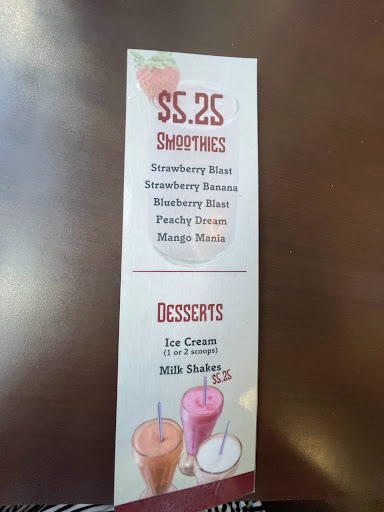 $5.25
SMOOTHIES
Strawberry Blast
Strawberry Banana
Blueberry Blast
Peachy Dream
Mango Mania
DESSERTS
Ice Cream
(1 or 2 scoops)
Milk Shakes
$5.25